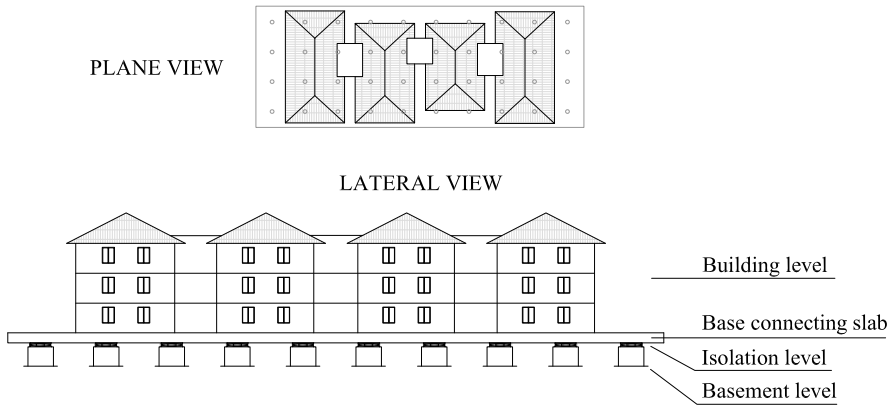 PLANE VIEW
LATERAL VIEW
Building level
Base connecting slab
Isolation level
Basement level